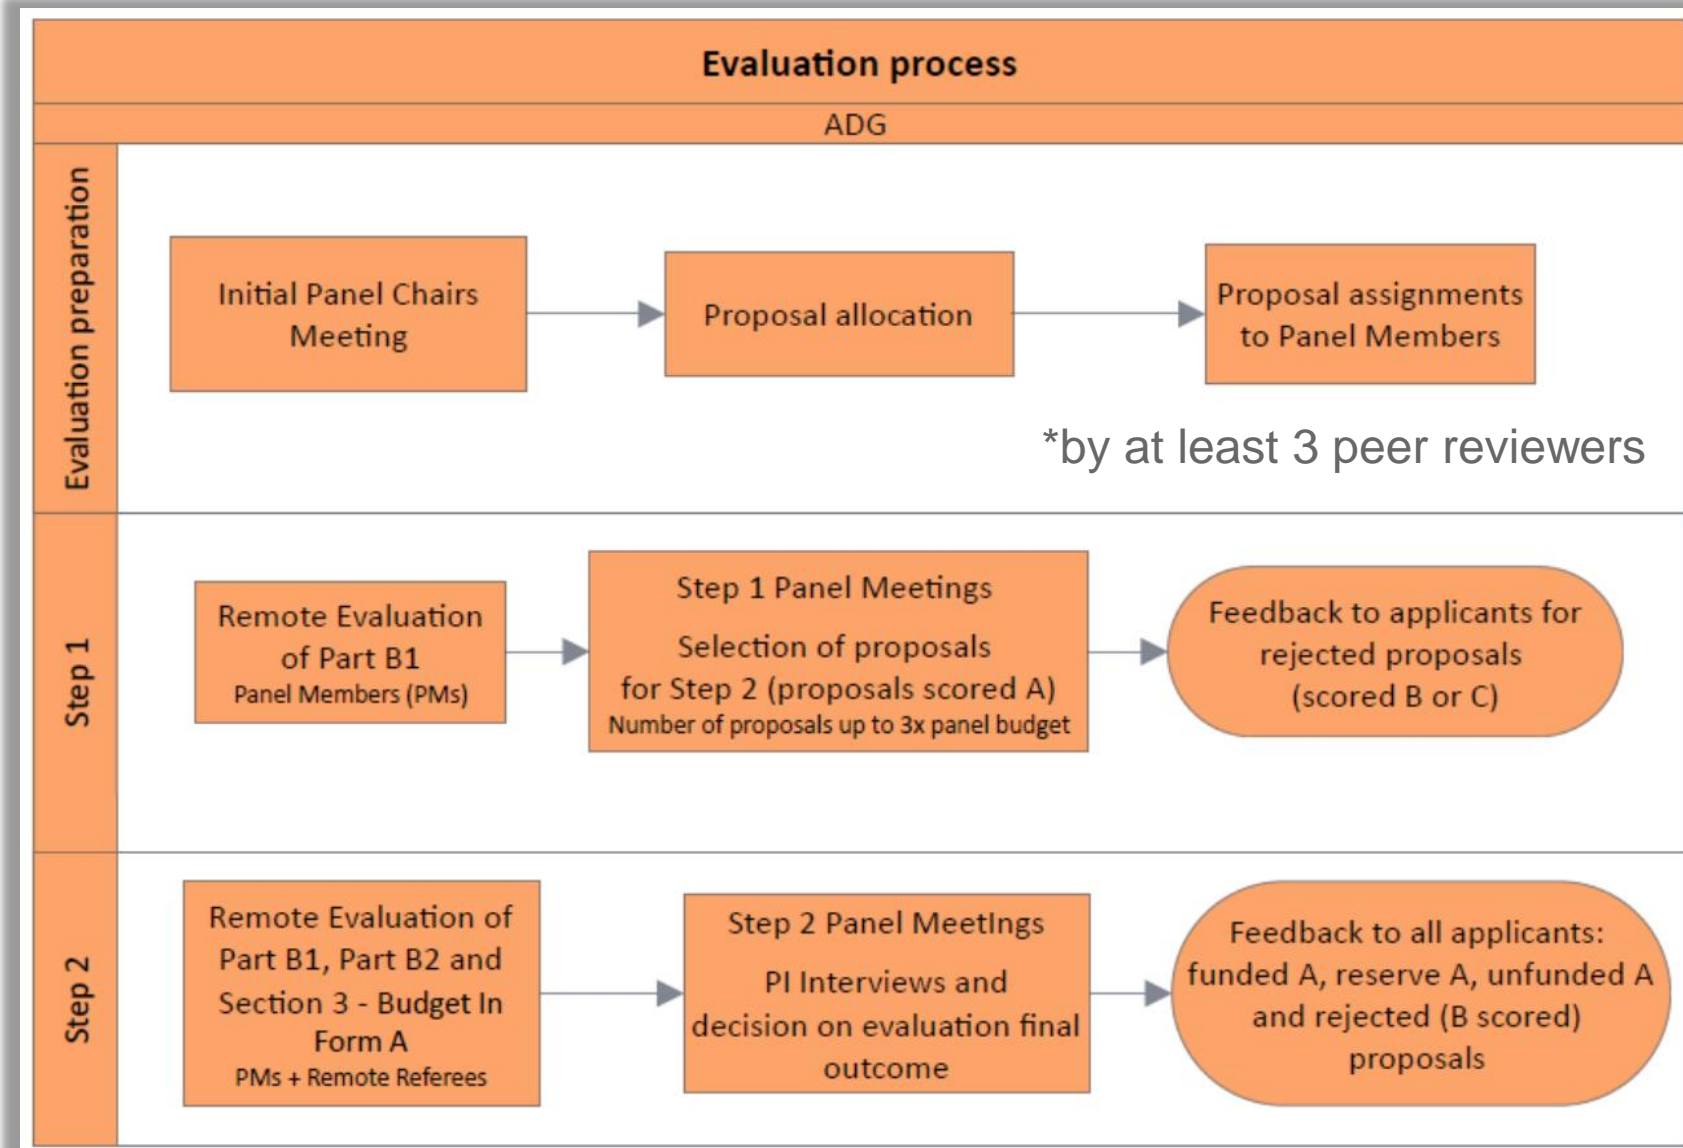 Evaluation process
ADG
Evaluation preparation
Initial Panel Chairs
Meeting
Proposal allocation
Proposal assignments
to Panel Members
*by at least 3 peer reviewers
Step 1
Remote Evaluation
of Part B1
Panel Members (PMs)
Step 1 Panel Meetings
Selection of proposals
for Step 2 (proposals scored A)
Number of proposals up to 3x panel budget
Feedback to applicants for
rejected proposals
(scored B or C)
Step 2
Remote Evaluation of
Part B1, Part B2 and
Section 3 - Budget In
Form A
PMs + Remote Referees
Step 2 Panel MeetIngs
PI Interviews and
decision on evaluation final
outcome
Feedback to all applicants:
funded A, reserve A, unfunded A
and rejected (B scored)
proposals